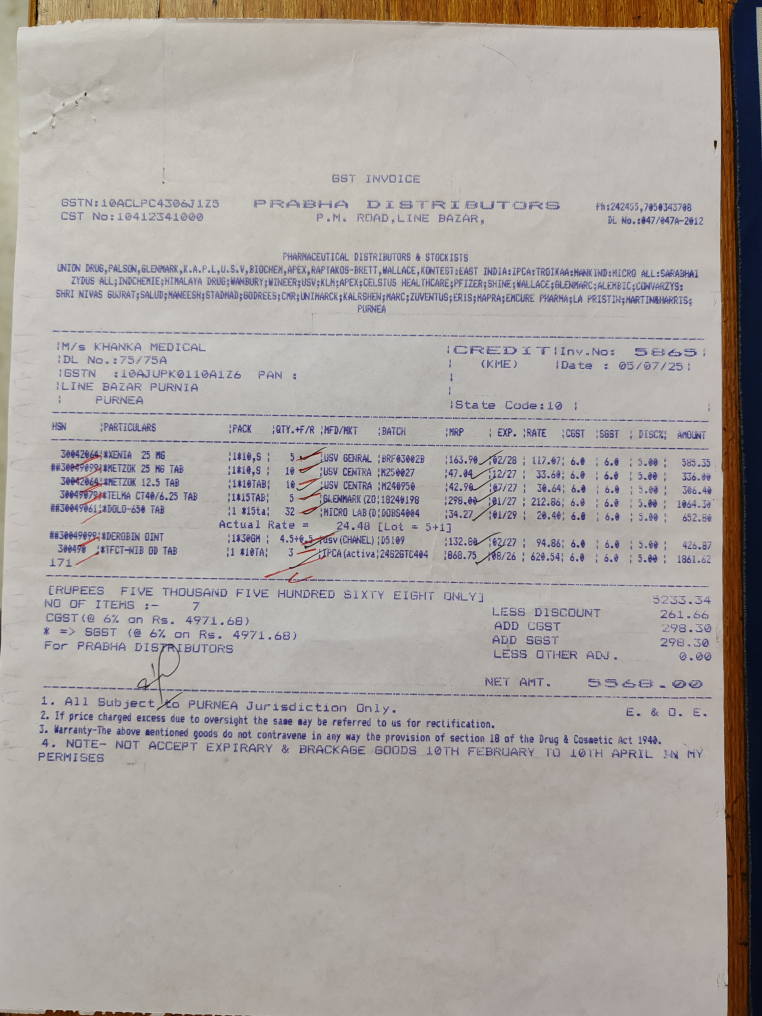 GST INVOICE
GSTN:10ACLPC4306J1Z5 PRABHA DISTRIBUTORS Ph:242455,7050343708
CST No:10412341000 P.M. ROAD,LINE BAZAR, DL No.:047/047A-2012
PHARMACEUTICAL DISTRIBUTORS & STOCKISTS
UNION DRUG,PALSON,GLENMARK,K.A.P.L,U.S.V,BIOCHEM,APEX,RAPTAKOS-BRETT,WALLACE,KONTEST:EAST INDIA:IPCA:TROIKAA:MANKIND:MICRO ALL:SARABHAI
ZYDUS ALL;INDCHEMIE;HIMALAYA DRUG;WANBURY;WINEER;USV;KLM;APEX;CELSIUS HEALTHCARE;PFIZER;SHINE;WALLACE;GLENMARC;ALEMBIC;
SHRI NIVAS GUJRAT;SALUD;MANEESH;STADMAD;GODREES;CMR;UNIMARCK;KALRSHEN;MARC;ZUVENTUS;ERIS;MAPRA;EMCURE PHARMA;LA PRISTIN;MARTIN&HARRIS;
PURNEA
|M/s KHANKA MEDICAL |CREDIT|Inv.No: 5865|
|DL No.:75/75A | (KME) |Date : 05/07/25|
|GSTN :10AJUPK0110A1Z6 PAN : |
|LINE BAZAR PURNIA |
| PURNEA |State Code:10 | |
HSN |PARTICULARS |PACK |QTY.+F/R |MFD/MKT |BATCH |MRP | EXP. |RATE |CGST |SGST | DISC%| AMOUNT
30042064|*XENIA 25 MG |1*10,S | 5 |USV GENRAL |BRF03002B |163.90 |02/28 | 117.07| 6.0 | 6.0 | 5.00 | 585.35
##30049099|*METZOK 25 MG TAB |1*10,S | 10 |USV CENTRA |M250027 |47.04 |12/27 | 33.60| 6.0 | 6.0 | 5.00 | 336.00
30042064|*METZOK 12.5 TAB |1*10TAB| 10 |USV CENTRA |M240950 |42.90 |07/27 | 30.64| 6.0 | 6.0 | 5.00 | 306.40
30049079|*TELMA CT40/6.25 TAB |1*15TAB| 5 |GLENMARK (ZO|18240198 |298.00 |01/27 | 212.86| 6.0 | 6.0 | 5.00 | 1064.30
##30049061|*DOLO-650 TAB |1 *15ta| 32 |MICRO LAB(D|DOBS4004 |34.27 |01/29 | 20.40| 6.0 | 6.0 | 5.00 | 652.80
Actual Rate = 24.48 [Lot = 5+1]
##30049099|*DEROBIN OINT |1*30GM | 4.5+0.5 |usv(CHANEL)|D5109 |132.80 |02/27 | 94.86| 6.0 | 6.0 | 5.00 | 426.87
300490 |*TFCT-NIB OD TAB |1 *10TA| 3 |IPCA(activa|24S2GTC404 |868.75 |08/26 | 620.54| 6.0 | 6.0 | 5.00 | 1861.62
171
[RUPEES FIVE THOUSAND FIVE HUNDRED SIXTY EIGHT ONLY] 5233.34
NO OF ITEMS :- 7 LESS DISCOUNT 261.66
CGST(@ 6% on Rs. 4971.68) ADD CGST 298.30
* => SGST (@ 6% on Rs. 4971.68) ADD SGST 298.30
For PRABHA DISTRIBUTORS LESS OTHER ADJ. 0.00
NET AMT. 5568.00
1. All Subject to PURNEA Jurisdiction Only. E. & O. E.
2. If price charged excess due to oversight the same may be referred to us for rectification.
3. Warranty-The above mentioned goods do not contravene in any way the provision of section 18 of the Drug & Cosmetic Act 1940.
4. NOTE- NOT ACCEPT EXPIRARY & BRACKAGE GOODS 10TH FEBRUARY TO 10TH APRIL IN MY
PERMISES